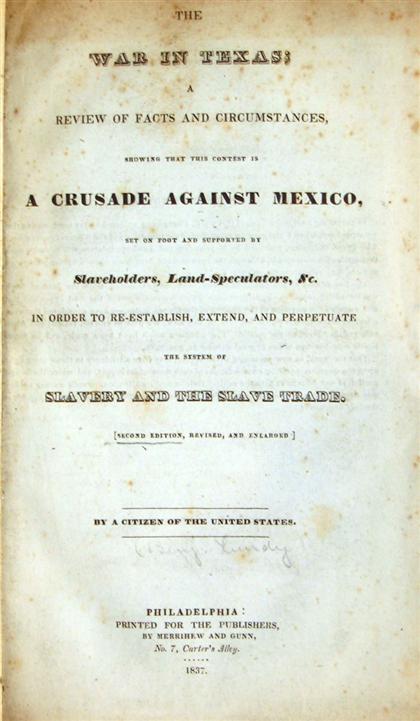 THE
WAR IN TEXAS;
A
REVIEW OF FACTS AND CIRCUMSTANCES,
SHOWING THAT THIS CONTEST IS
A CRUSADE AGAINST MEXICO,
SET ON FOOT AND SUPPORTED BY
Slaveholders, Land-Speculators, &c.
IN ORDER TO RE-ESTABLISH, EXTEND, AND PERPETUATE
THE SYSTEM OF
SLAVERY AND THE SLAVE TRADE.
[SECOND EDITION, REVISED, AND ENLARGED]
BY A CITIZEN OF THE UNITED STATES.
Benj. Lundy
PHILADELPHIA:
PRINTED FOR THE PUBLISHERS,
BY MERRIHEW AND GUNN,
No. 7, Carter's Alley.
1837.